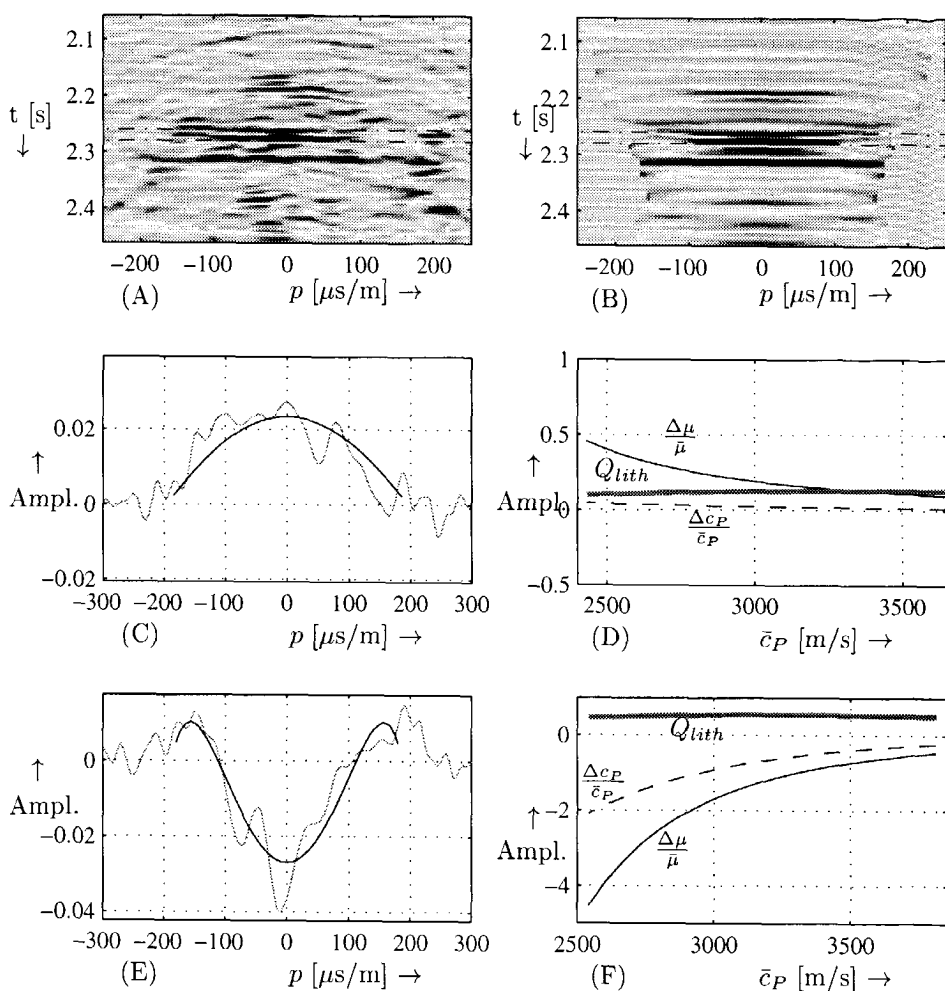 2.1
2.2
t [s]
↓
2.3
2.4
−200 −100 0 100 200
(A) p [μs/m] →
2.1
2.2
t [s]
↓
2.3
2.4
−200 −100 0 100 200
(B) p [μs/m] →
0.02
↑
Ampl.
0
−0.02
−300 −200 −100 0 100 200 300
(C) p [μs/m] →
1
0.5
↑
Ampl.
0
−0.5
Δμ/μ̄
Q_lith
Δc_P/c̄_P
2500 3000 3500
(D) c̄_P [m/s] →
0
↑
Ampl.
−0.02
−0.04
−300 −200 −100 0 100 200 300
(E) p [μs/m] →
0
−2
↑
Ampl.
−4
Q_lith
Δc_P/c̄_P
Δμ/μ̄
2500 3000 3500
(F) c̄_P [m/s] →